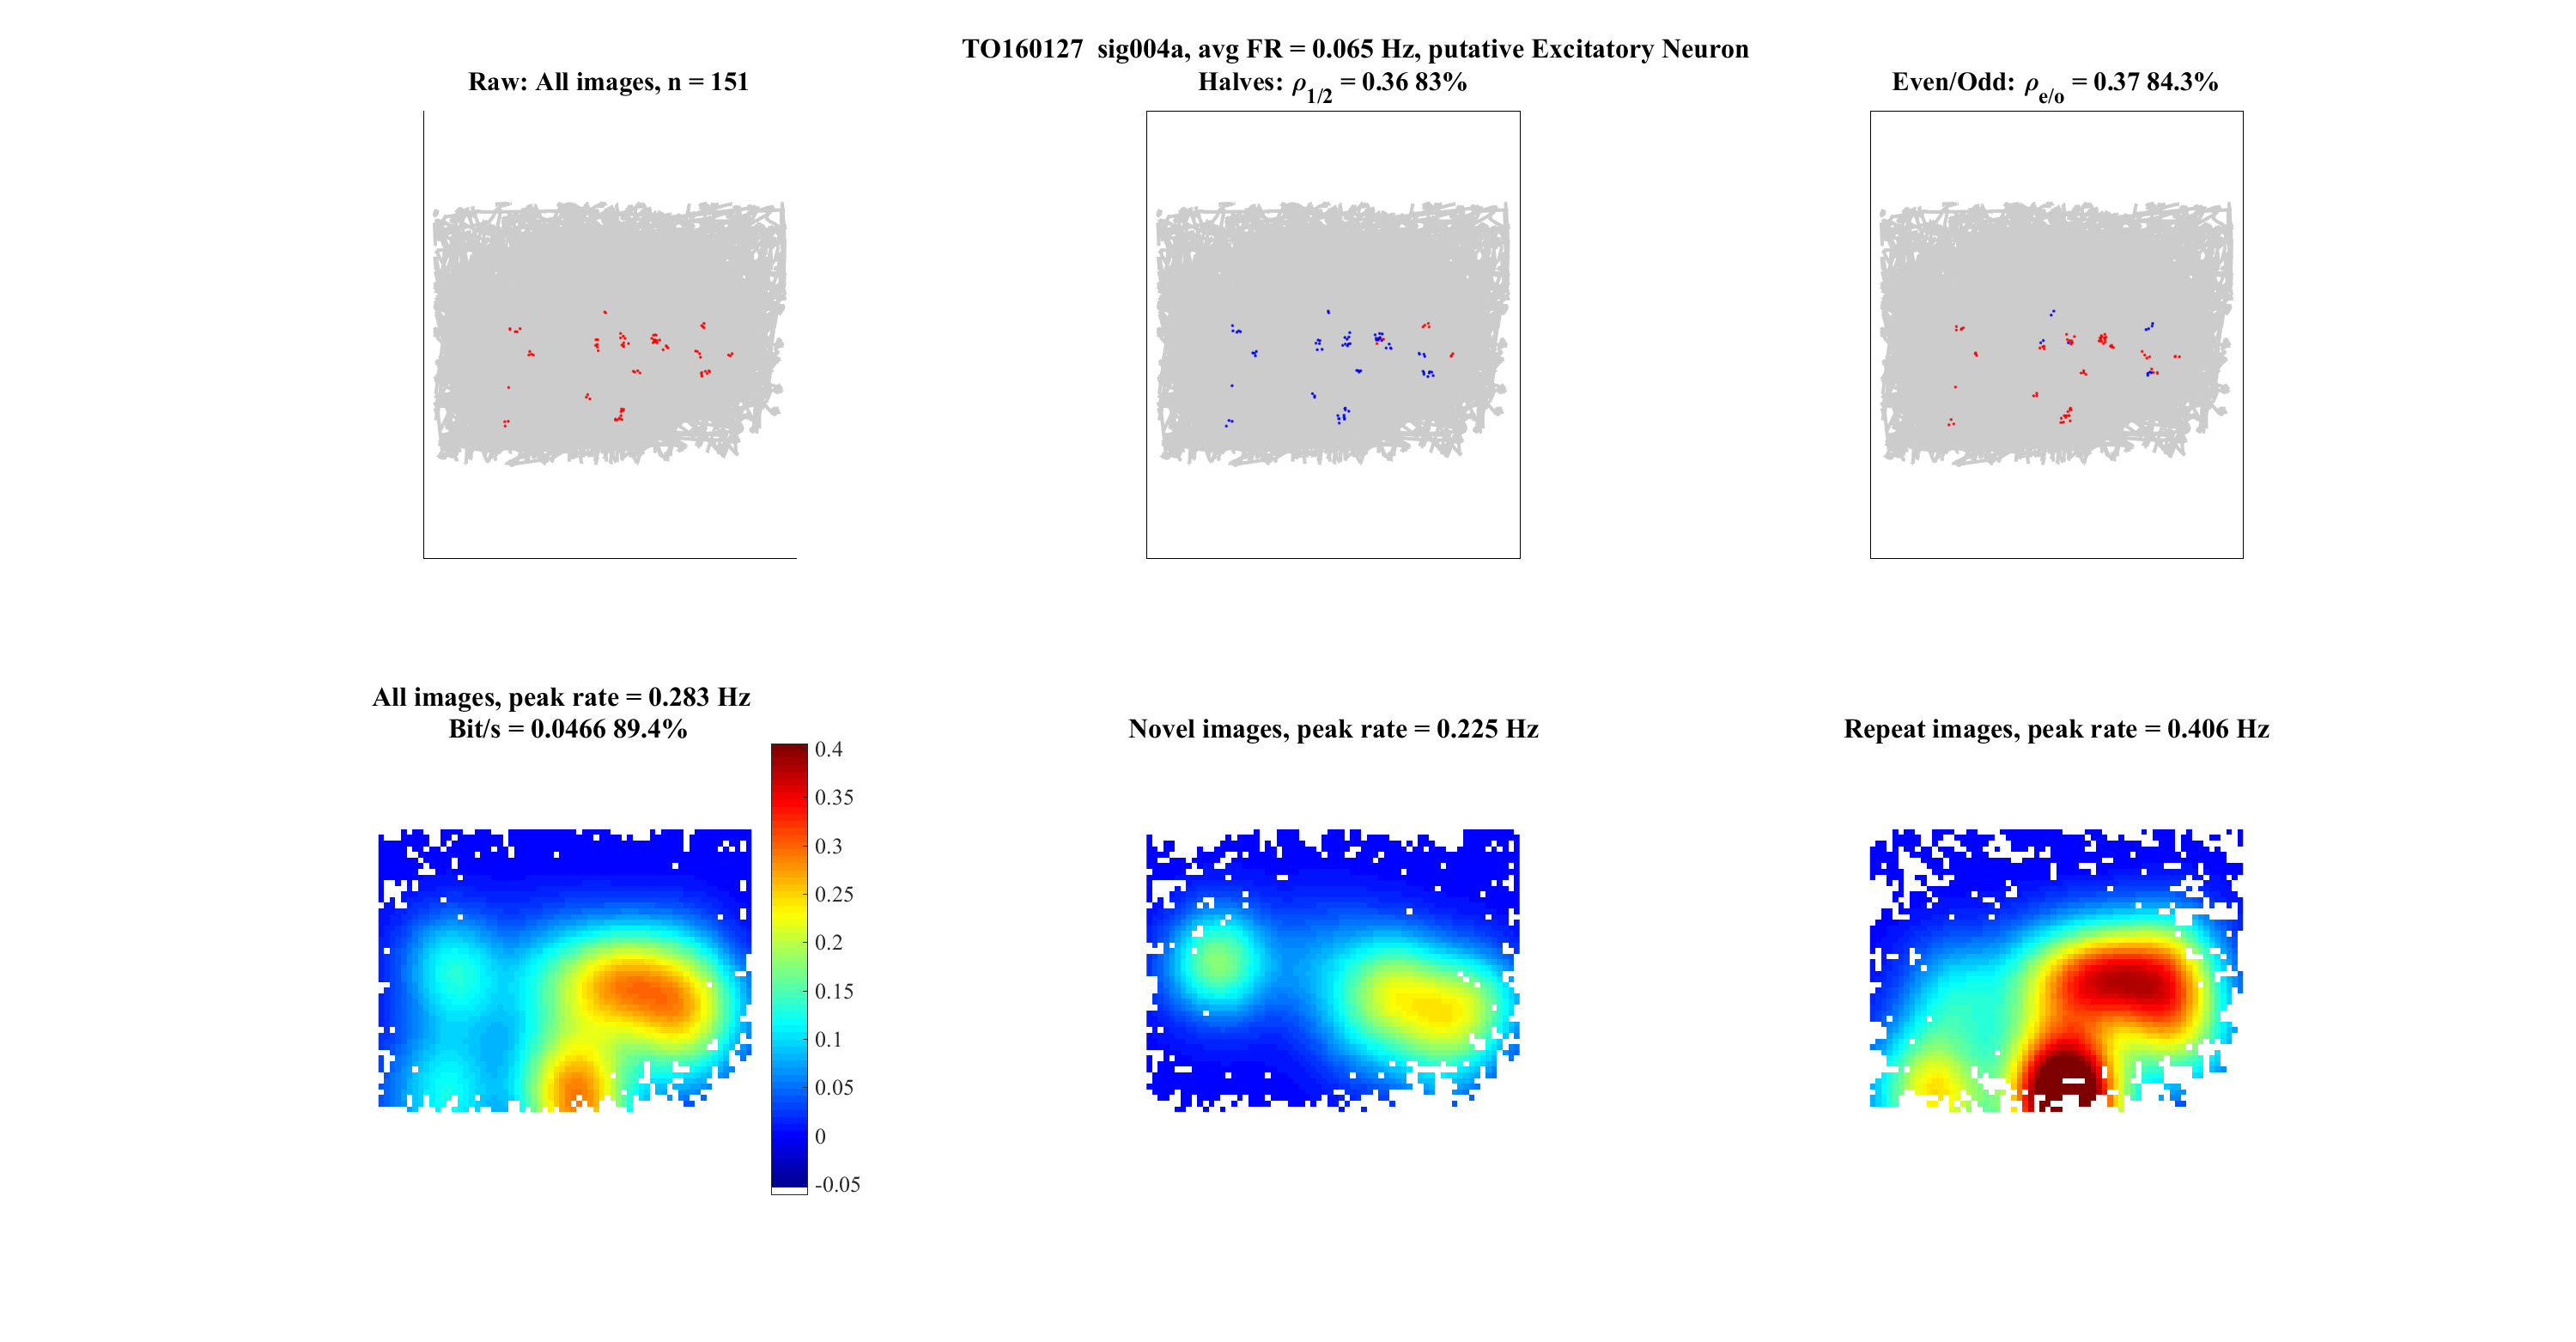 TO160127  sig004a, avg FR = 0.065 Hz, putative Excitatory Neuron
Raw: All images, n = 151
Halves: ρ1/2 = 0.36 83%
Even/Odd: ρe/o = 0.37 84.3%
All images, peak rate = 0.283 Hz
Bit/s = 0.0466 89.4%
Novel images, peak rate = 0.225 Hz
Repeat images, peak rate = 0.406 Hz
0.4
0.35
0.3
0.25
0.2
0.15
0.1
0.05
0
-0.05